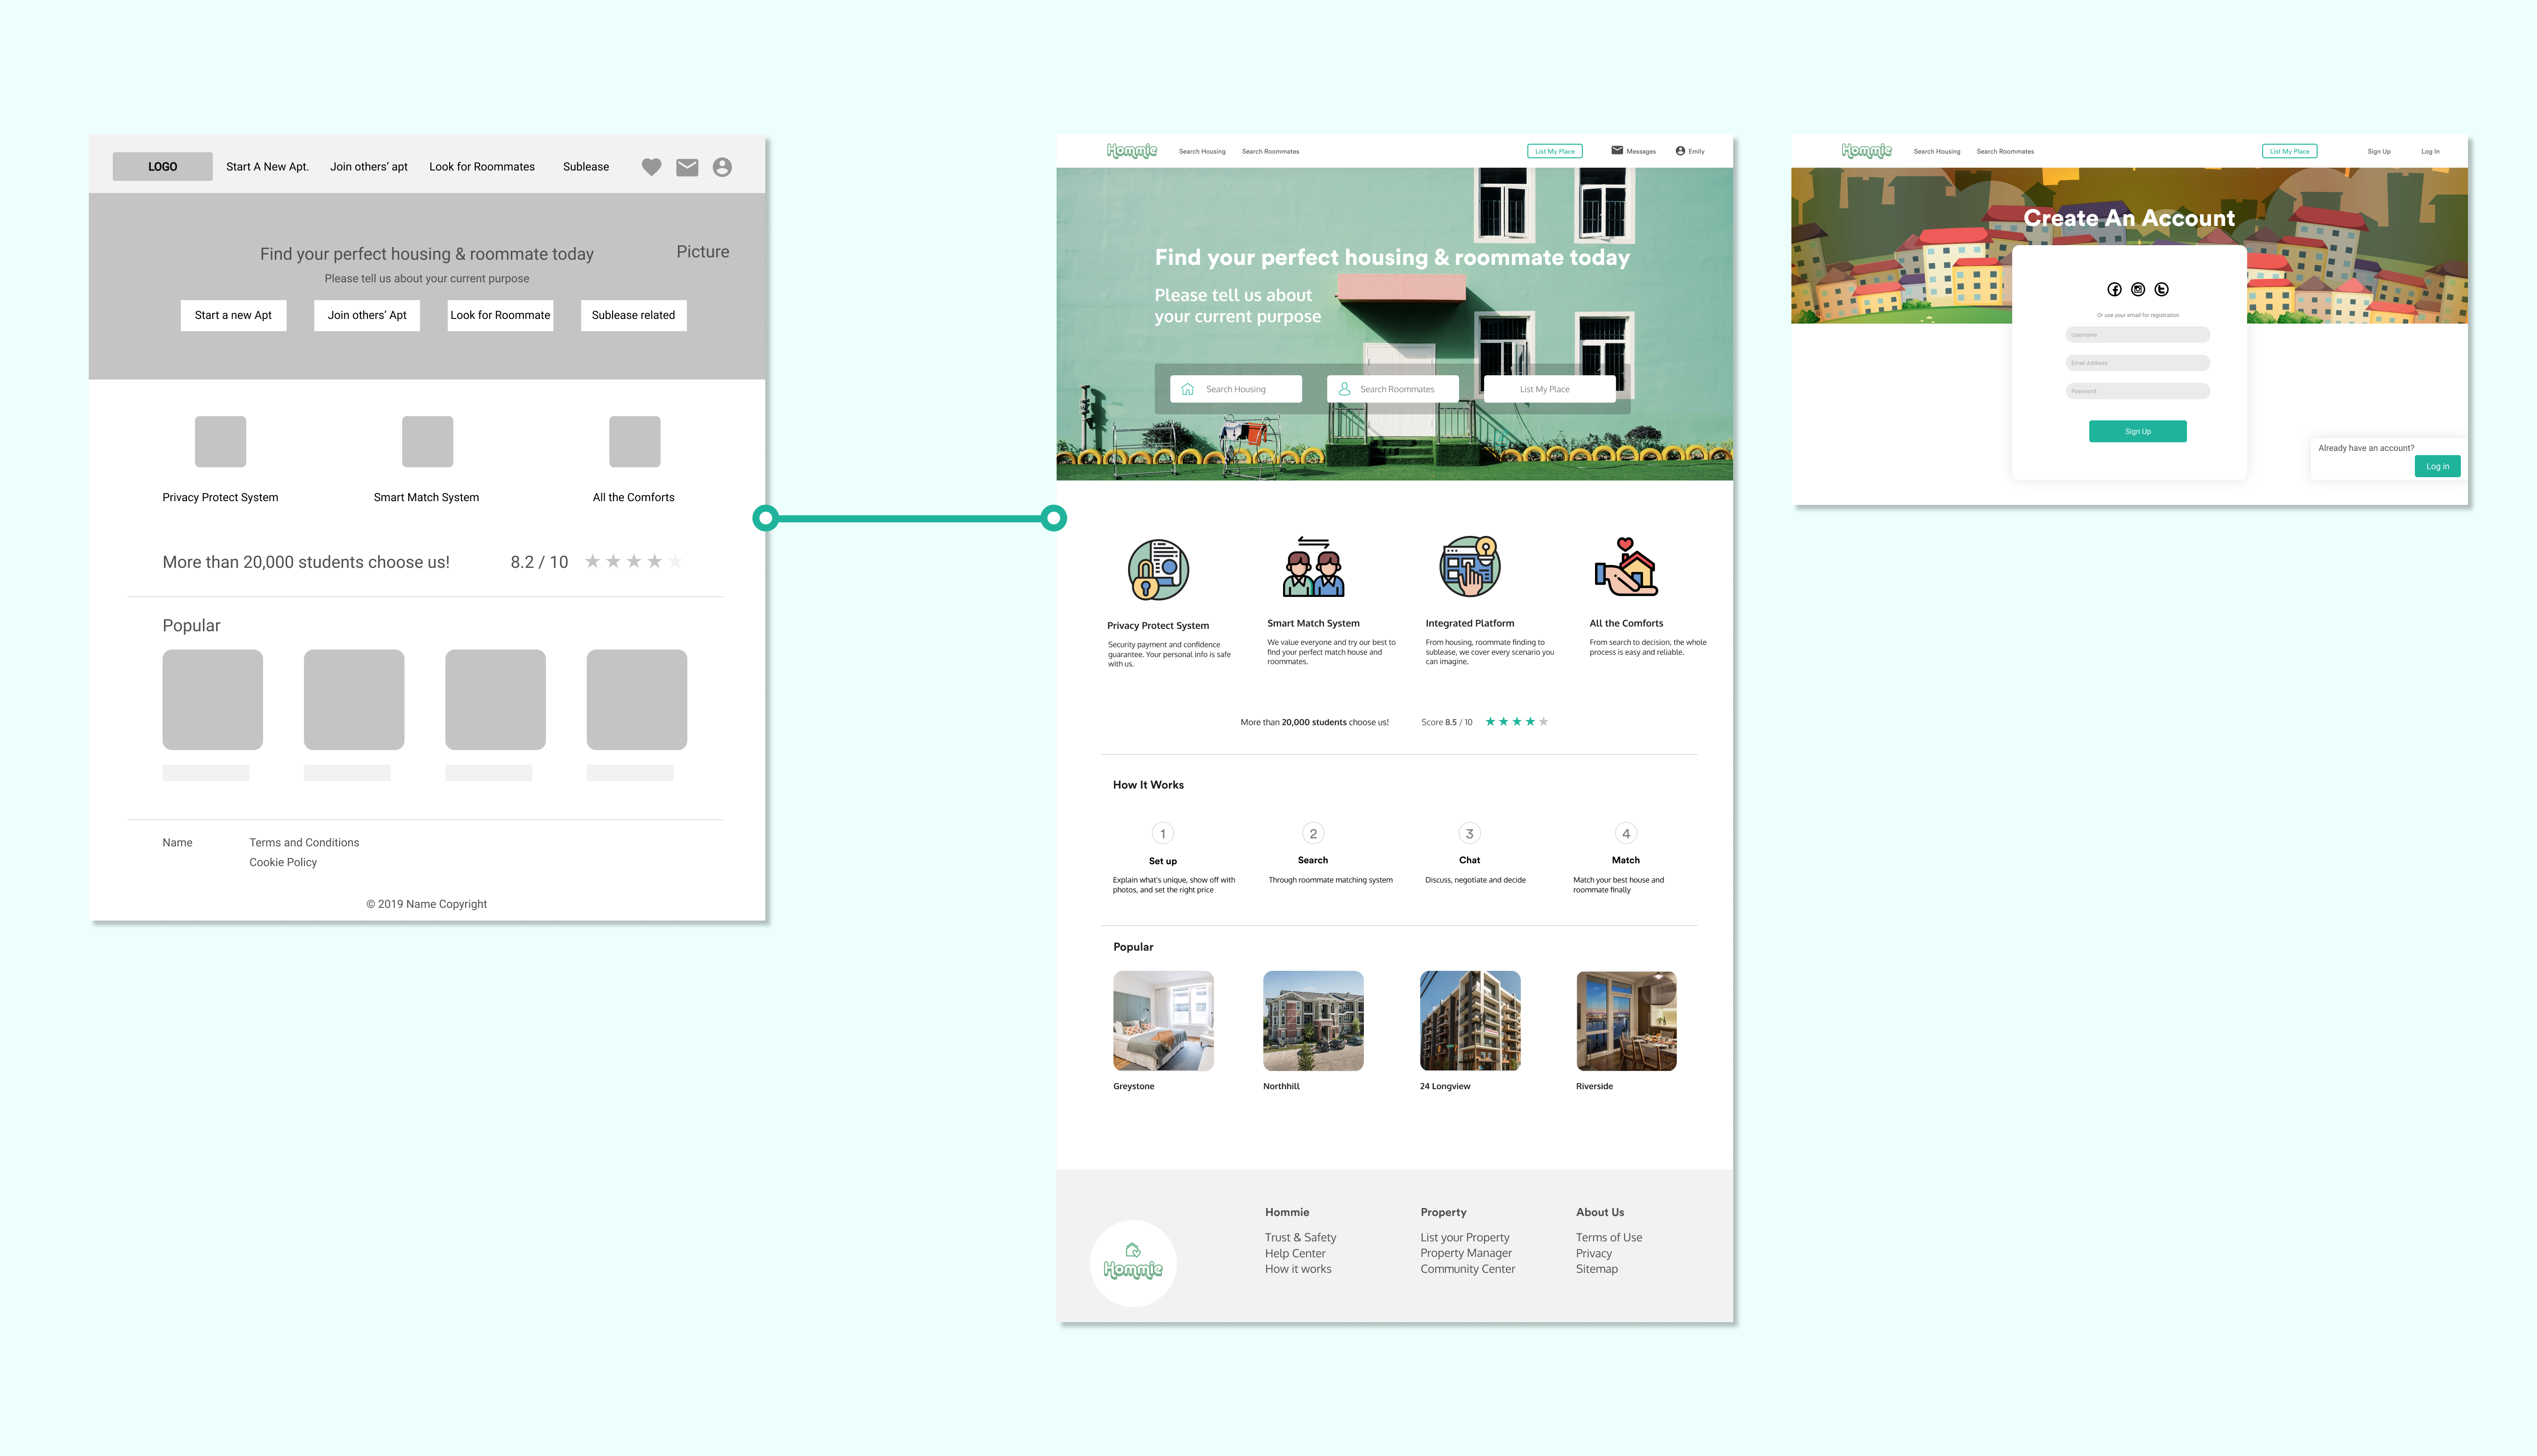 LOGO
Start A New Apt.
Join others' apt
Look for Roommates
Sublease
Find your perfect housing & roommate today
Picture
Please tell us about your current purpose
Start a new Apt
Join others' Apt
Look for Roommate
Sublease related
Privacy Protect System
Smart Match System
All the Comforts
More than 20,000 students choose us!
8.2 / 10
Popular
Name
Terms and Conditions
Cookie Policy
© 2019 Name Copyright
Hommie
Search Housing
Search Roommates
List My Place
Messages
Emily
Find your perfect housing & roommate today
Please tell us about
your current purpose
Search Housing
Search Roommates
List My Place
Privacy Protect System
Security payment and confidence
guarantee. Your personal info is safe
with us.
Smart Match System
We value everyone and try our best to
find your perfect match house and
roommates.
Integrated Platform
From housing, roommate finding to
sublease, we cover every scenario you
can imagine.
All the Comforts
From search to decision, the whole
process is easy and reliable.
More than 20,000 students choose us!
Score 8.5 / 10
How It Works
1
Set up
Explain what's unique, show off with
photos, and set the right price
2
Search
Through roommate matching system
3
Chat
Discuss, negotiate and decide
4
Match
Match your best house and
roommate finally
Popular
Greystone
Northhill
24 Longview
Riverside
Hommie
Hommie
Trust & Safety
Help Center
How it works
Property
List your Property
Property Manager
Community Center
About Us
Terms of Use
Privacy
Sitemap
Hommie
Search Housing
Search Roommates
List My Place
Sign Up
Log In
Create An Account
Or use your email for registration
Username
Email Address
Password
Sign Up
Already have an account?
Log in